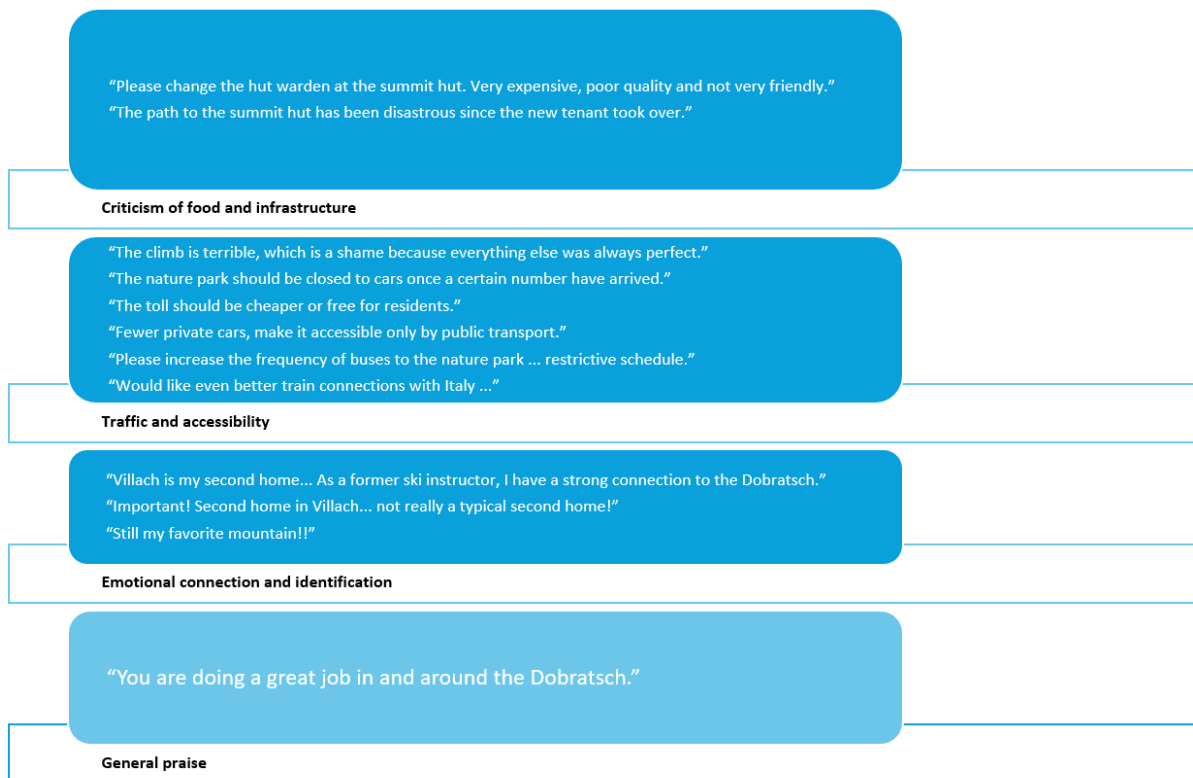 “Please change the hut warden at the summit hut. Very expensive, poor quality and not very friendly.”
“The path to the summit hut has been disastrous since the new tenant took over.”
Criticism of food and infrastructure
“The climb is terrible, which is a shame because everything else was always perfect.”
“The nature park should be closed to cars once a certain number have arrived.”
“The toll should be cheaper or free for residents.”
“Fewer private cars, make it accessible only by public transport.”
“Please increase the frequency of buses to the nature park ... restrictive schedule.”
“Would like even better train connections with Italy ...”
Traffic and accessibility
“Villach is my second home... As a former ski instructor, I have a strong connection to the Dobratsch.”
“Important! Second home in Villach... not really a typical second home!”
“Still my favorite mountain!!”
Emotional connection and identification
“You are doing a great job in and around the Dobratsch.”
General praise